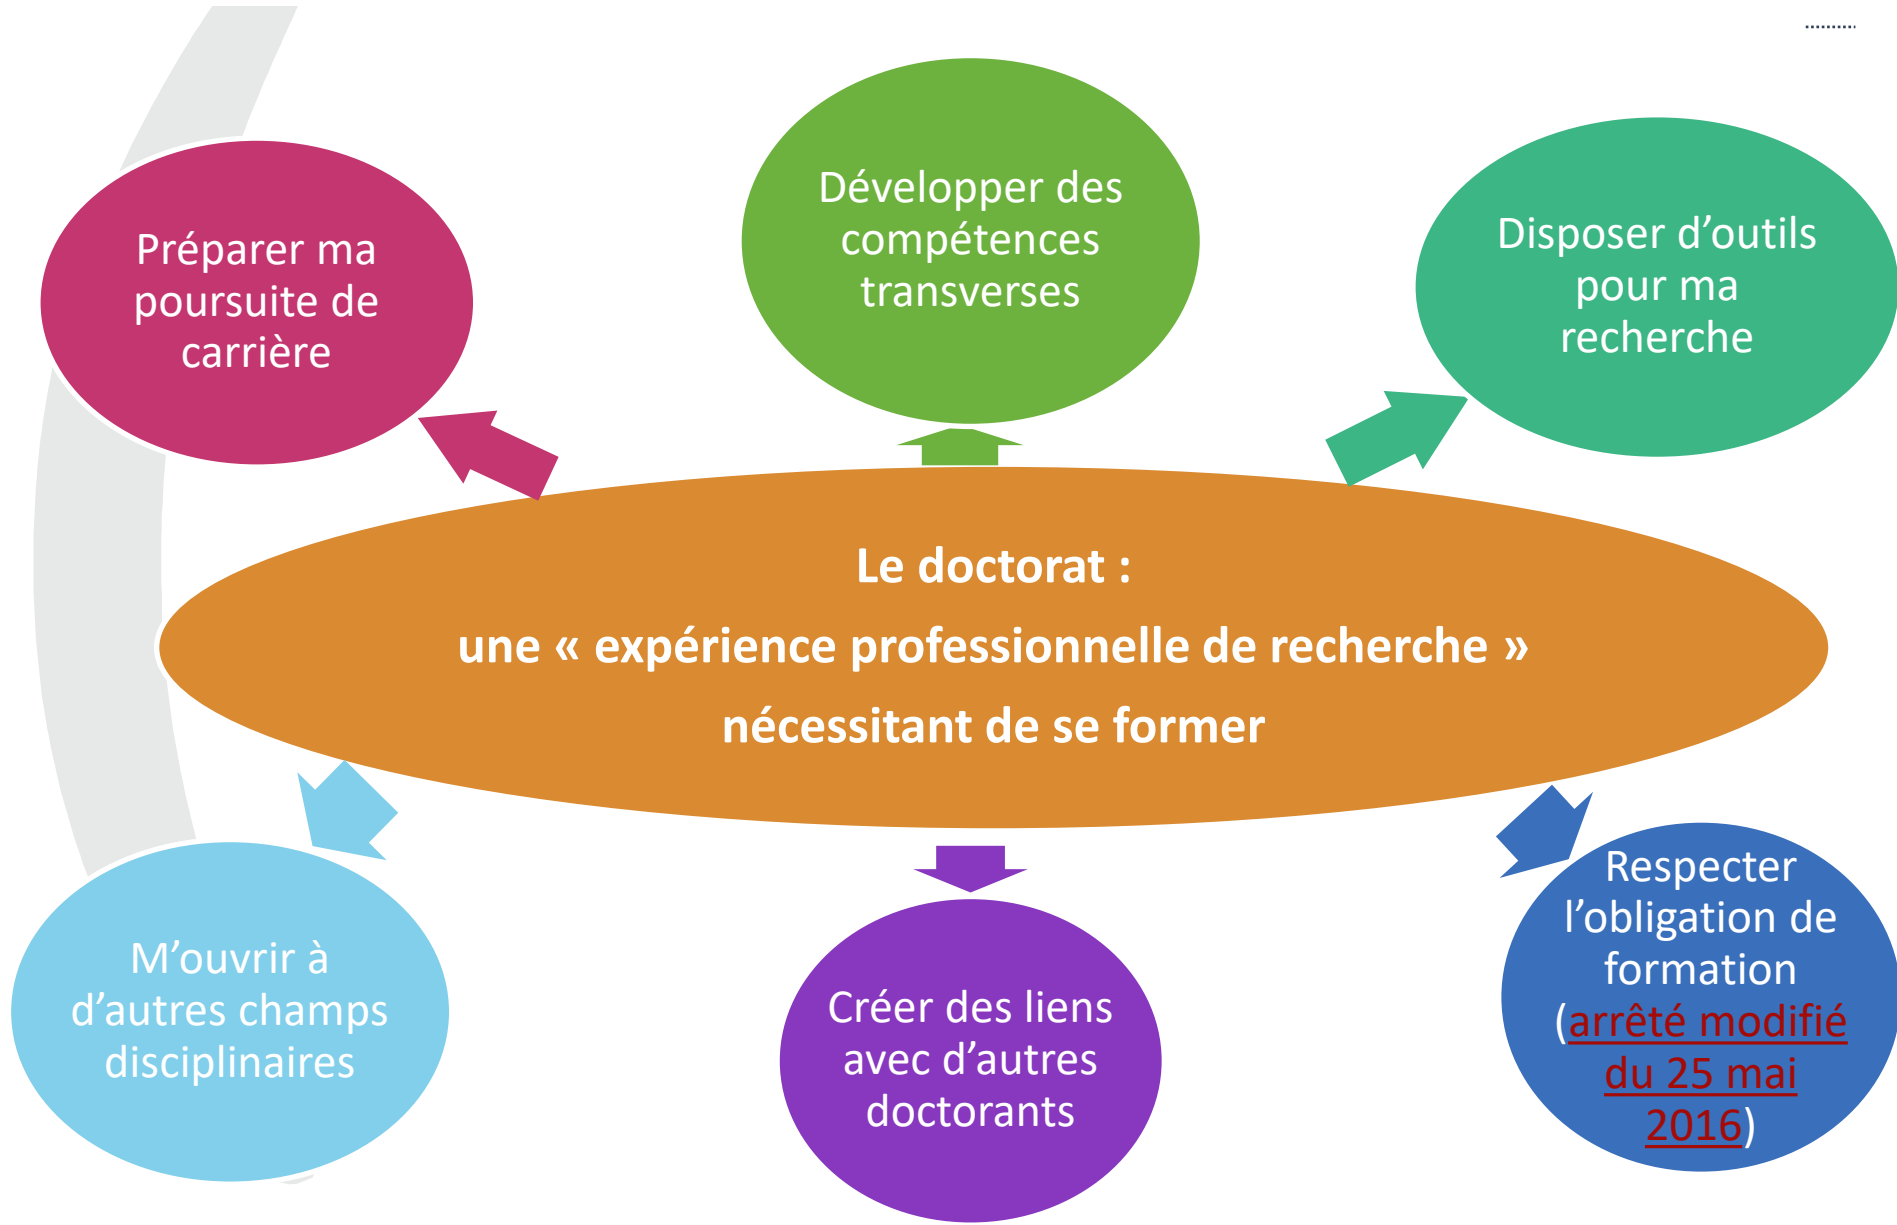 Préparer ma
poursuite de
carrière
Développer des
compétences
transverses
Disposer d’outils
pour ma
recherche
Le doctorat :
une « expérience professionnelle de recherche »
nécessitant de se former
M’ouvrir à
d’autres champs
disciplinaires
Créer des liens
avec d’autres
doctorants
Respecter
l’obligation de
formation
(arrêté modifié
du 25 mai
2016)